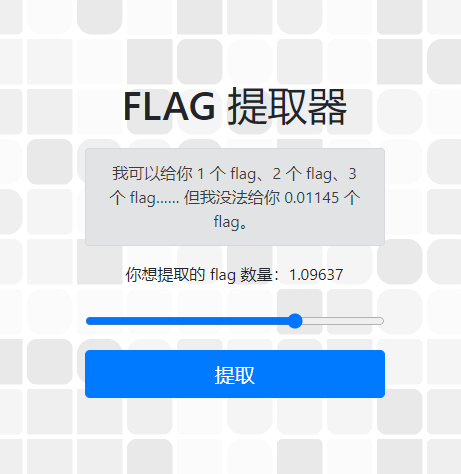 FLAG 提取器
我可以给你 1 个 flag、2 个 flag、3
个 flag…… 但我没法给你 0.01145 个
flag。
你想提取的 flag 数量：1.09637
提取